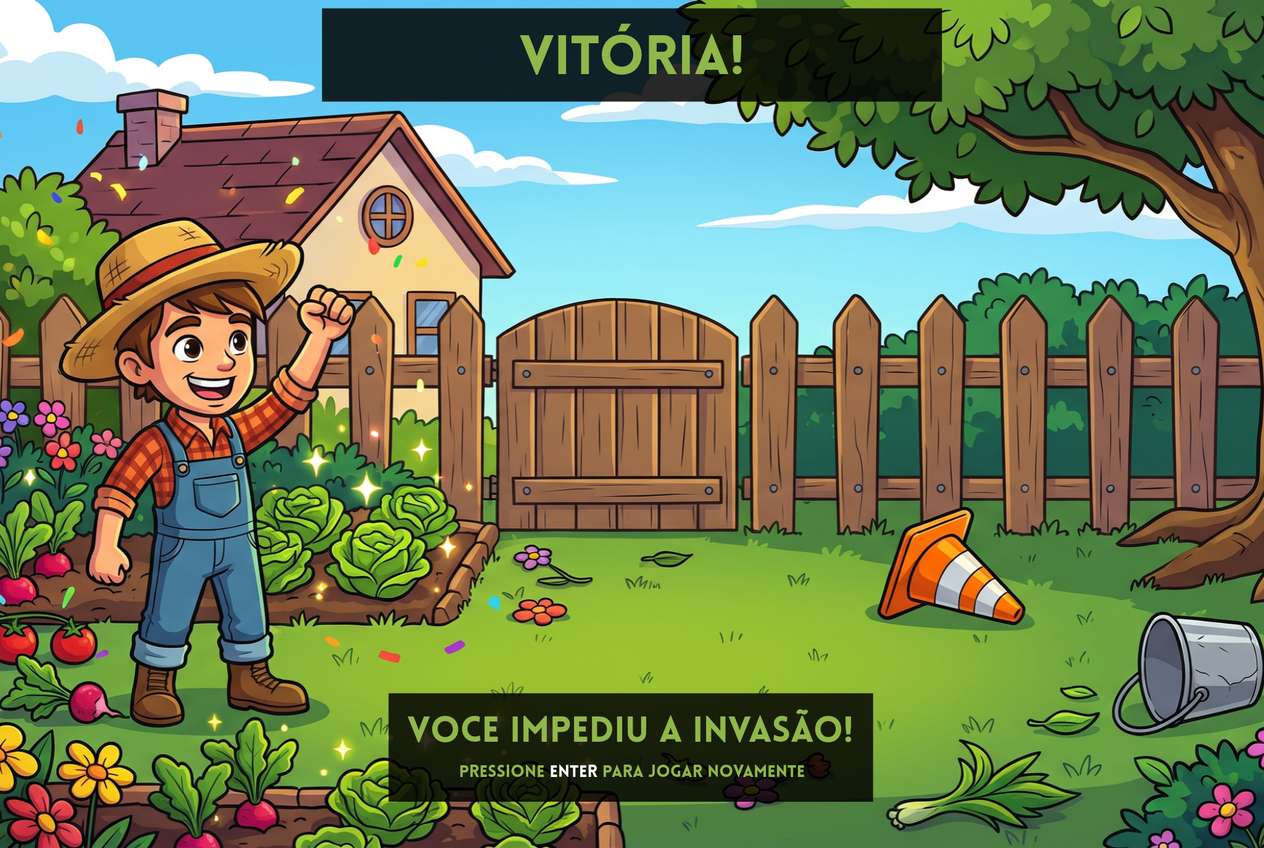 VITÓRIA!
VOCE IMPEDIU A INVASÃO!
PRESSIONE ENTER PARA JOGAR NOVAMENTE